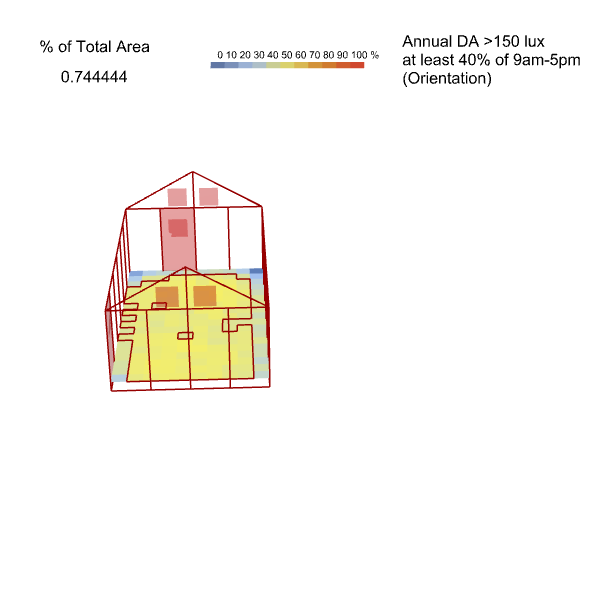 % of Total Area
0.744444
0 10 20 30 40 50 60 70 80 90 100 %
Annual DA >150 lux
at least 40% of 9am-5pm
(Orientation)